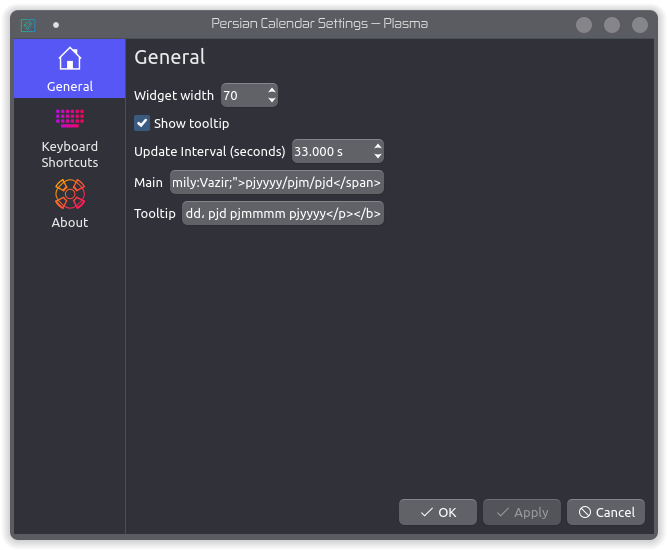 Persian Calendar Settings — Plasma
General
General
Widget width 70
Show tooltip
Keyboard
Shortcuts
Update Interval (seconds) 33.000 s
Main mily:Vazir;">pjyyyy/pjm/pjd</span>
About
Tooltip dd، pjd pjmmmm pjyyyy</p></b>
OK Apply Cancel